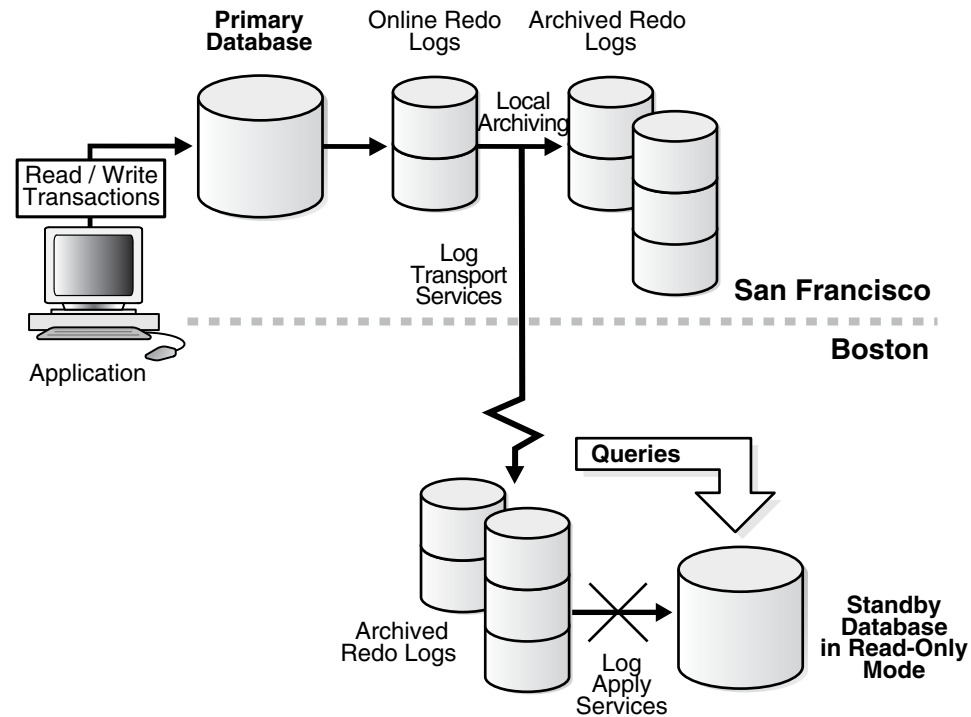 Primary
Database
Online Redo
Logs
Archived Redo
Logs
Local
Archiving
Read / Write
Transactions
Log
Transport
Services
San Francisco
Boston
Application
Queries
Archived
Redo Logs
Log
Apply
Services
Standby
Database
in Read-Only
Mode